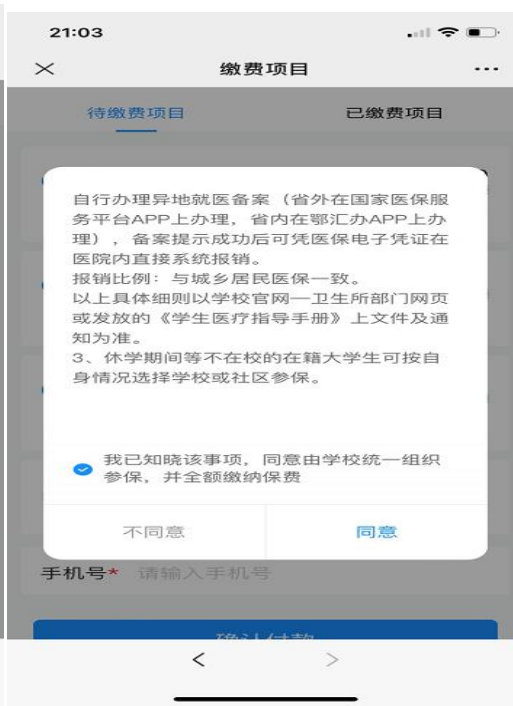 21:03
缴费项目
待缴费项目 已缴费项目
自行办理异地就医备案（省外在国家医保服
务平台APP上办理，省内在鄂汇办APP上办
理），备案提示成功后可凭医保电子凭证在
医院内直接系统报销。
报销比例：与城乡居民医保一致。
以上具体细则以学校官网—卫生所部门网页
或发放的《学生医疗指导手册》上文件及通
知为准。
3、休学期间等不在校的在籍大学生可按自
身情况选择学校或社区参保。
我已知晓该事项，同意由学校统一组织
参保，并全额缴纳保费
不同意 同意
手机号* 请输入手机号
确认付款